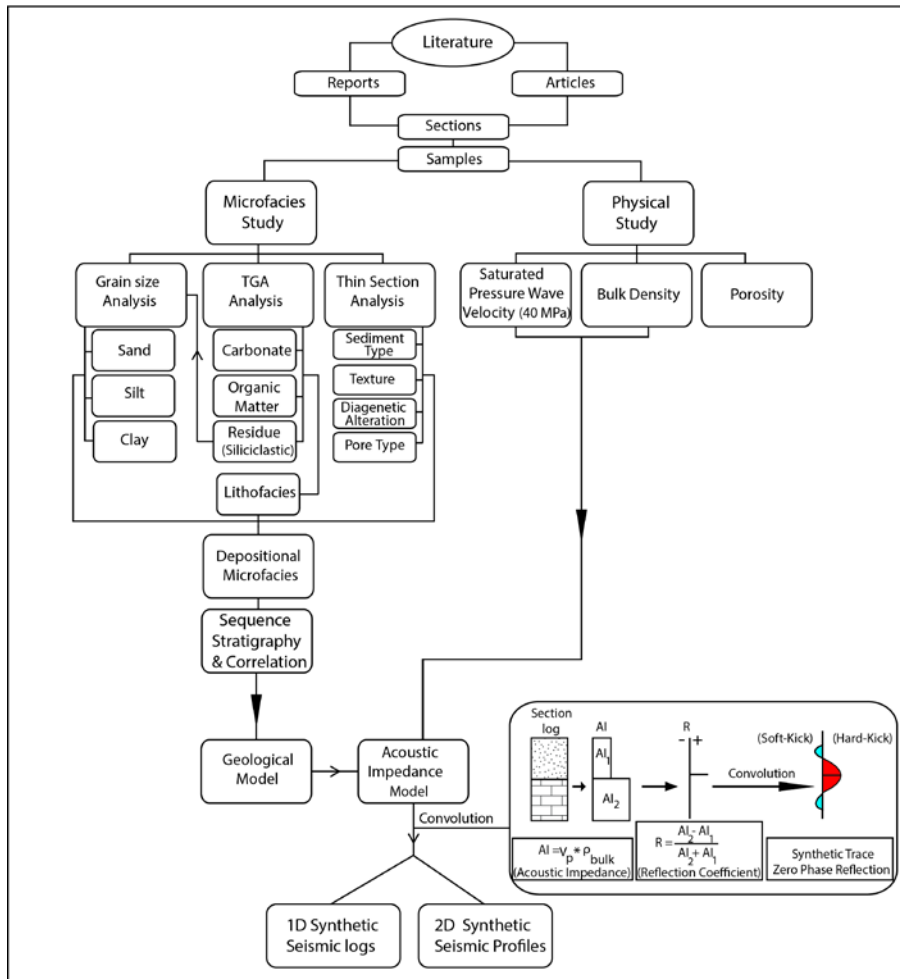 Literature
Reports
Articles
Sections
Samples
Microfacies
Study
Physical
Study
Grain size
Analysis
TGA
Analysis
Thin Section
Analysis
Saturated
Pressure Wave
Velocity (40 MPa)
Bulk Density
Porosity
Sand
Silt
Clay
Carbonate
Organic
Matter
Residue
(Siliciclastic)
Sediment
Type
Texture
Diagenetic
Alteration
Pore Type
Lithofacies
Depositional
Microfacies
Sequence
Stratigraphy
& Correlation
Geological
Model
Acoustic
Impedance
Model
Convolution
1D Synthetic
Seismic logs
2D Synthetic
Seismic Profiles
Section
log
AI
AI₁
AI₂
R
- +
Convolution
(Soft-Kick)
(Hard-Kick)
AI = Vp * ρbulk
(Acoustic Impedance)
R = AI₂ - AI₁ / AI₂ + AI₁
(Reflection Coefficient)
Synthetic Trace
Zero Phase Reflection